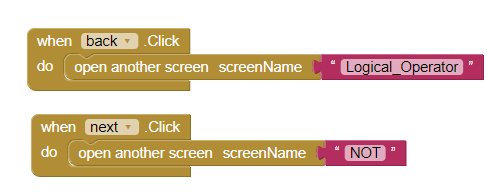 when back .Click
do open another screen screenName " Logical_Operator "
when next .Click
do open another screen screenName " NOT "